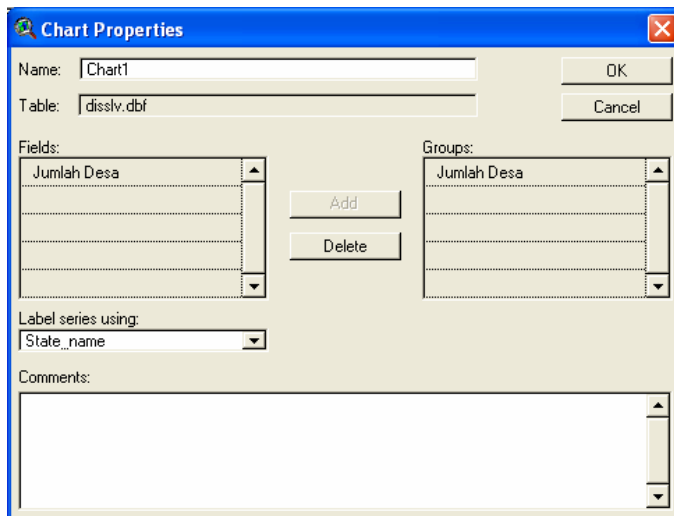 Chart Properties
Name: Chart1
OK
Table: disslv.dbf
Cancel
Fields:
Groups:
Jumlah Desa
Jumlah Desa
Add
Delete
Label series using:
State_name
Comments: